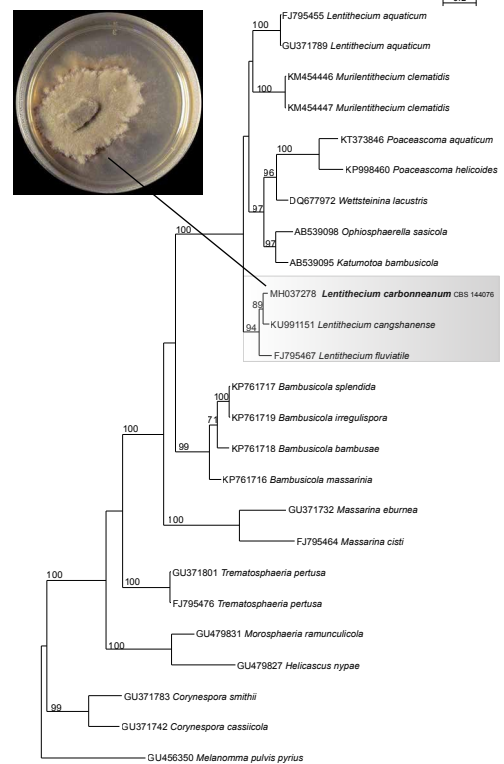 100
FJ795455 Lentithecium aquaticum
GU371789 Lentithecium aquaticum
KM454446 Murilentithecium clematidis
100
KM454447 Murilentithecium clematidis
KT373846 Poaceascoma aquaticum
100
KP998460 Poaceascoma helicoides
96
DQ677972 Wettsteinina lacustris
97
AB539098 Ophiosphaerella sasicola
100
97
AB539095 Katumotoa bambusicola
MH037278 Lentithecium carbonneanum CBS 144076
89
KU991151 Lentithecium cangshanense
94
FJ795467 Lentithecium fluviatile
KP761717 Bambusicola splendida
100
KP761719 Bambusicola irregulispora
71
100
KP761718 Bambusicola bambusae
99
KP761716 Bambusicola massarinia
GU371732 Massarina eburnea
100
FJ795464 Massarina cisti
GU371801 Trematosphaeria pertusa
100
100
FJ795476 Trematosphaeria pertusa
GU479831 Morosphaeria ramunculicola
100
GU479827 Helicascus nypae
GU371783 Corynespora smithii
99
GU371742 Corynespora cassiicola
GU456350 Melanomma pulvis pyrius